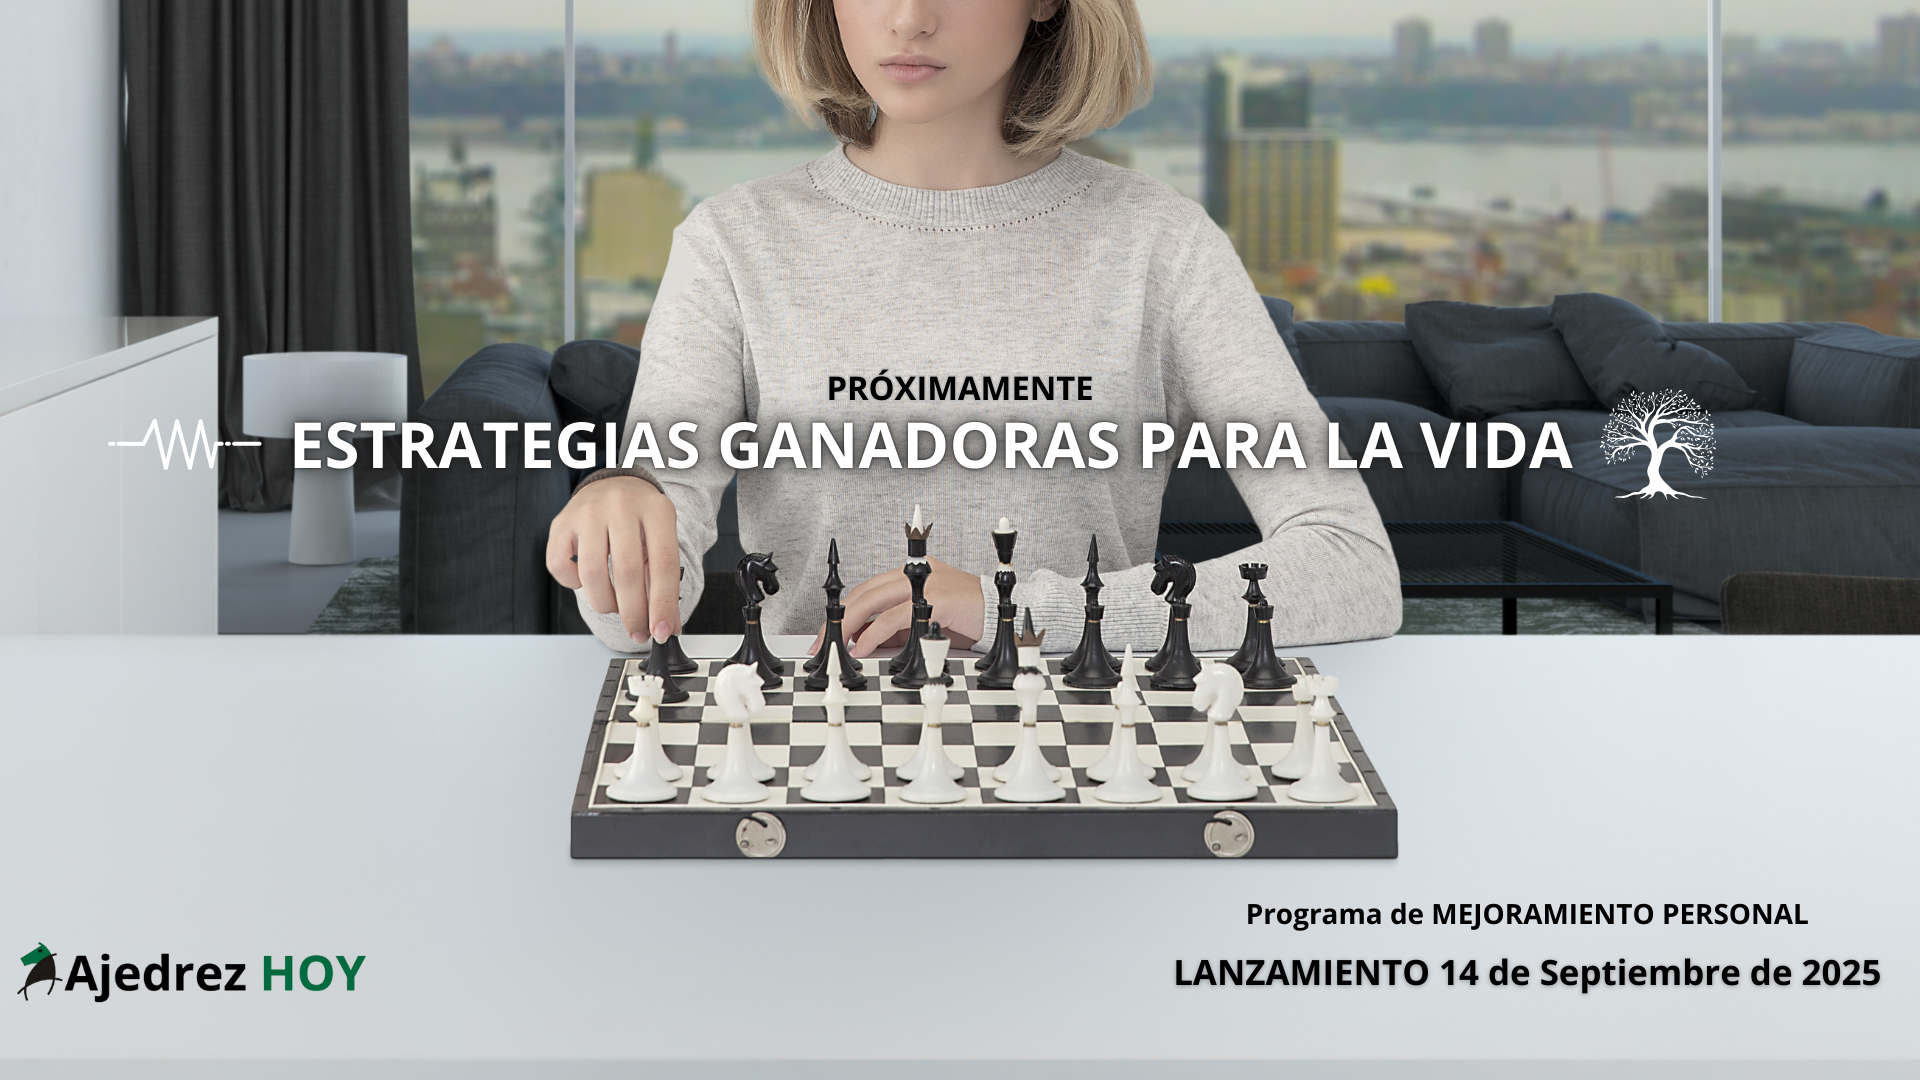 PRÓXIMAMENTE
ESTRATEGIAS GANADORAS PARA LA VIDA
Programa de MEJORAMIENTO PERSONAL
Ajedrez HOY
LANZAMIENTO 14 de Septiembre de 2025